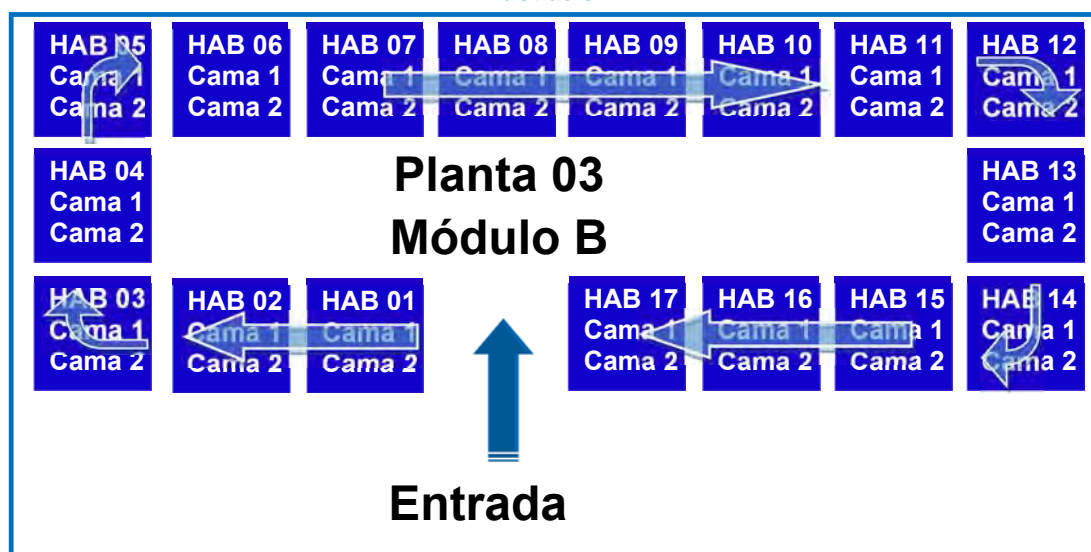 HAB 05
Cama 1
Cama 2
HAB 06
Cama 1
Cama 2
HAB 07
Cama 1
Cama 2
HAB 08
Cama 1
Cama 2
HAB 09
Cama 1
Cama 2
HAB 10
Cama 1
Cama 2
HAB 11
Cama 1
Cama 2
HAB 12
Cama 1
Cama 2
HAB 04
Cama 1
Cama 2
Planta 03
Módulo B
HAB 13
Cama 1
Cama 2
HAB 03
Cama 1
Cama 2
HAB 02
Cama 1
Cama 2
HAB 01
Cama 1
Cama 2
HAB 17
Cama 1
Cama 2
HAB 16
Cama 1
Cama 2
HAB 15
Cama 1
Cama 2
HAB 14
Cama 1
Cama 2
Entrada